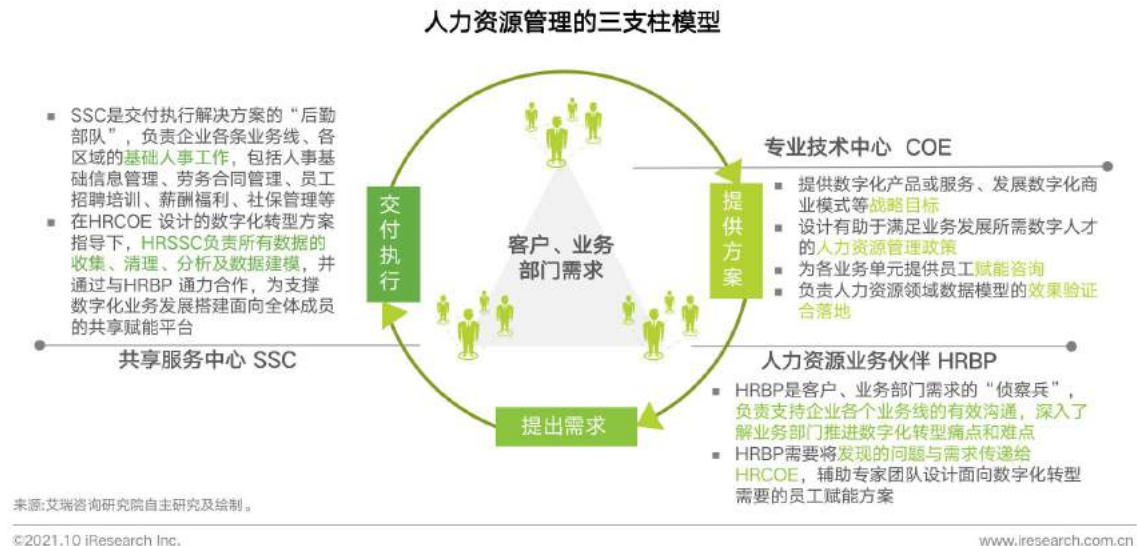 人力资源管理的三支柱模型
▪ SSC是交付执行解决方案的“后勤
部队”，负责企业各条业务线、各
区域的基础人事工作，包括人事基
础信息管理、劳务合同管理、员工
招聘培训、薪酬福利、社保管理等
▪ 在HRCOE 设计的数字化转型方案
指导下，HRSSC负责所有数据的
收集、清理、分析及数据建模，并
通过与HRBP 通力合作，为支撑
数字化业务发展搭建面向全体成员
的共享赋能平台
共享服务中心 SSC
交付执行
客户、业务
部门需求
提供方案
提出需求
专业技术中心 COE
▪ 提供数字化产品或服务、发展数字化商
业模式等战略目标
▪ 设计有助于满足业务发展所需数字人才
的人力资源管理政策
▪ 为各业务单元提供员工赋能咨询
▪ 负责人力资源领域数据模型的效果验证
合落地
人力资源业务伙伴 HRBP
▪ HRBP是客户、业务部门需求的“侦察兵”，
负责支持企业各个业务线的有效沟通，深入了
解业务部门推进数字化转型痛点和难点
▪ HRBP需要将发现的问题与需求传递给
HRCOE，辅助专家团队设计面向数字化转型
需要的员工赋能方案
来源:艾瑞咨询研究院自主研究及绘制。
©2021.10 iResearch Inc.
www.iresearch.com.cn